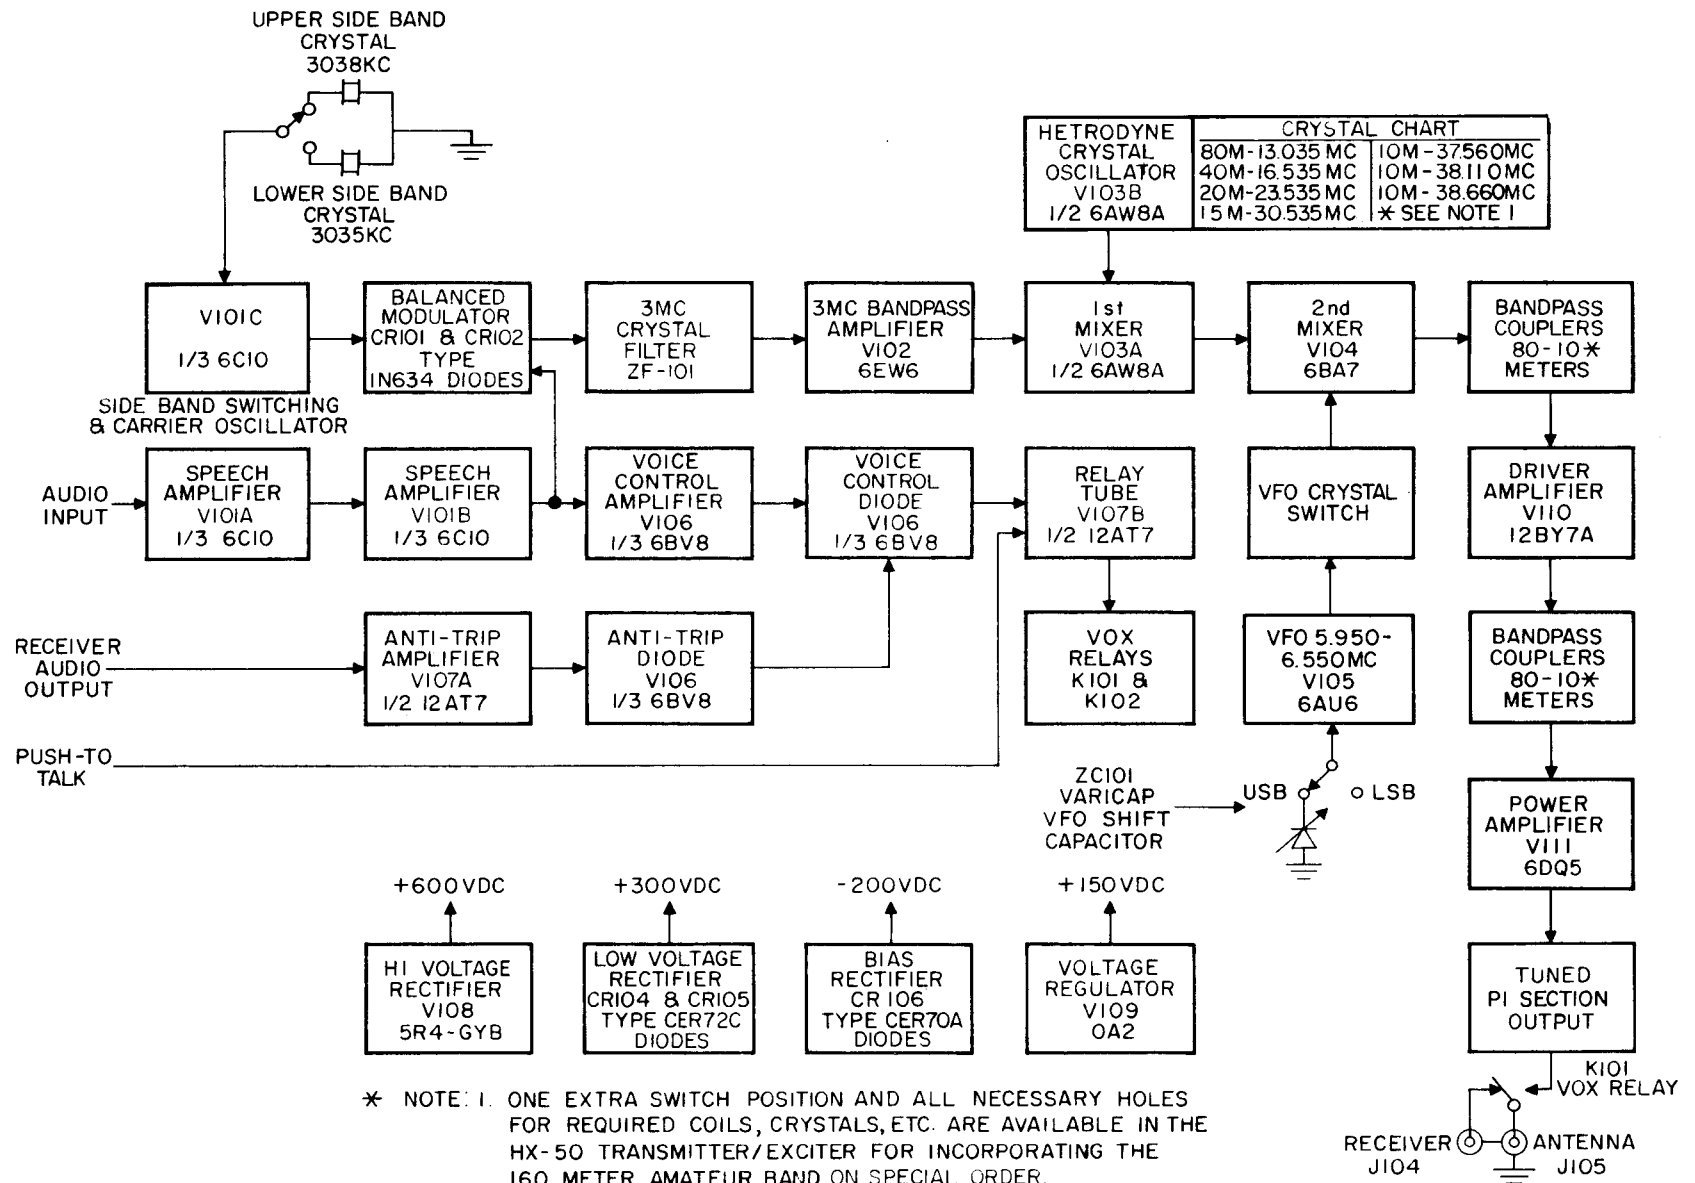 UPPER SIDE BAND
CRYSTAL
3038KC
LOWER SIDE BAND
CRYSTAL
3035KC
HETRODYNE
CRYSTAL
OSCILLATOR
V103B
1/2 6AW8A
CRYSTAL CHART
80M-13.035 MC
40M-16.535MC
20M-23.535MC
15M-30.535MC
10M-37.560MC
10M-38.110MC
10M-38.660MC
* SEE NOTE 1
V101C
1/3 6C10
SIDE BAND SWITCHING
& CARRIER OSCILLATOR
BALANCED
MODULATOR
CR101 & CR102
TYPE
1N634 DIODES
3MC
CRYSTAL
FILTER
ZF-101
3MC BANDPASS
AMPLIFIER
V102
6EW6
1st
MIXER
V103A
1/2 6AW8A
2nd
MIXER
V104
6BA7
BANDPASS
COUPLERS
80-10*
METERS
AUDIO
INPUT
SPEECH
AMPLIFIER
V101A
1/3 6C10
SPEECH
AMPLIFIER
V101B
1/3 6C10
VOICE
CONTROL
AMPLIFIER
V106
1/3 6BV8
VOICE
CONTROL
DIODE
V106
1/3 6BV8
RELAY
TUBE
V107B
1/2 12AT7
VFO CRYSTAL
SWITCH
DRIVER
AMPLIFIER
V110
12BY7A
RECEIVER
AUDIO
OUTPUT
ANTI-TRIP
AMPLIFIER
V107A
1/2 12AT7
ANTI-TRIP
DIODE
V106
1/3 6BV8
VOX
RELAYS
K101 &
K102
VFO 5.950-
6.550MC
V105
6AU6
BANDPASS
COUPLERS
80-10*
METERS
PUSH-TO
TALK
ZC101
VARICAP
VFO SHIFT
CAPACITOR
USB
LSB
POWER
AMPLIFIER
V111
6DQ5
+600VDC
HI VOLTAGE
RECTIFIER
V108
5R4-GYB
+300VDC
LOW VOLTAGE
RECTIFIER
CR104 & CR105
TYPE CER72C
DIODES
-200VDC
BIAS
RECTIFIER
CR 106
TYPE CER70A
DIODES
+150VDC
VOLTAGE
REGULATOR
V109
OA2
TUNED
PI SECTION
OUTPUT
K101
VOX RELAY
RECEIVER
J104
ANTENNA
J105
* NOTE: 1. ONE EXTRA SWITCH POSITION AND ALL NECESSARY HOLES
FOR REQUIRED COILS, CRYSTALS, ETC. ARE AVAILABLE IN THE
HX-50 TRANSMITTER/EXCITER FOR INCORPORATING THE
160 METER AMATEUR BAND ON SPECIAL ORDER.